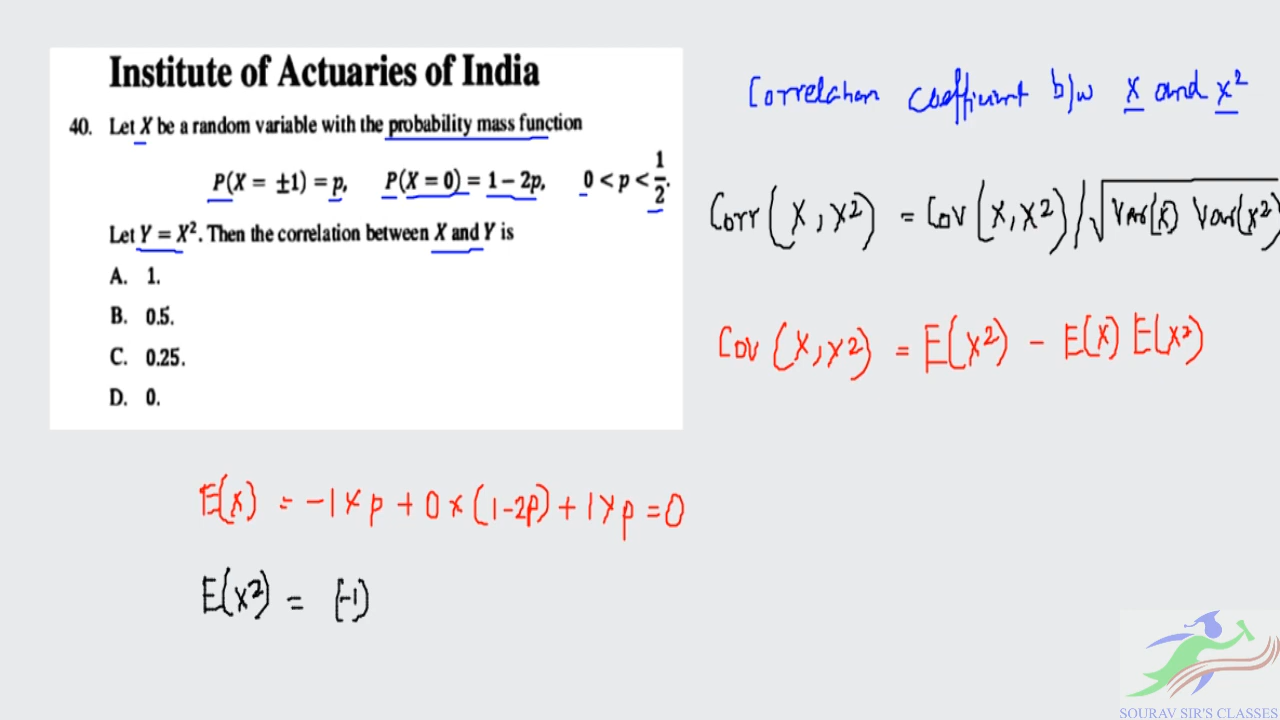 Institute of Actuaries of India
40. Let X be a random variable with the probability mass function
P(X = ±1) = p, P(X = 0) = 1 – 2p, 0 < p < 1/2.
Let Y = X². Then the correlation between X and Y is
A. 1.
B. 0.5.
C. 0.25.
D. 0.
Correlation coefficient b/w X and X²
Corr(X, X²) = Cov(X, X²)/√Var(X) Var(X²)
Cov(X, X²) = E(X²) - E(X) E(X²)
E(X) = -1 × p + 0 × (1-2p) + 1 × p = 0
E(X²) = (-1)
SOURAV SIR'S CLASSES